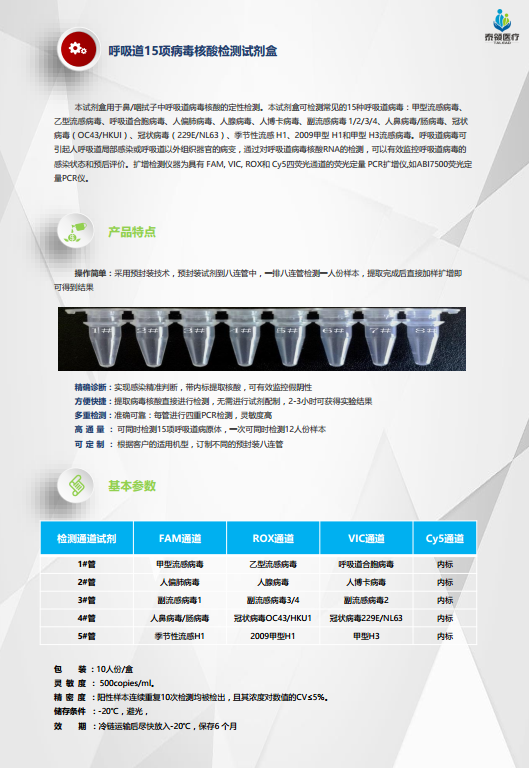 泰领医疗
呼吸道15项病毒核酸检测试剂盒
本试剂盒用于鼻/咽拭子中呼吸道病毒核酸的定性检测。本试剂盒可检测常见的15种呼吸道病毒：甲型流感病毒、
乙型流感病毒、呼吸道合胞病毒、人偏肺病毒、人腺病毒、人博卡病毒、副流感病毒 1/2/3/4、人鼻病毒/肠病毒、冠状
病毒（OC43/HKUI）、冠状病毒（229E/NL63）、季节性流感 H1、2009甲型 H1和甲型 H3流感病毒。呼吸道病毒可
引起人呼吸道局部感染或呼吸道以外组织器官的病变，通过对呼吸道病毒核酸RNA的检测，可以有效监控呼吸道病毒的
感染状态和预后评价。扩增检测仪器为具有 FAM, VIC, ROX和 Cy5四荧光通道的荧光定量 PCR扩增仪,如ABI7500荧光定
量PCR仪。
产品特点
操作简单：采用预封装技术，预封装试剂到八连管中，一排八连管检测一人份样本，提取完成后直接加样扩增即
可得到结果
1# 2# 3# 4# 5# 6# 7# 8#
精确诊断：实现感染精准判断，带内标提取核酸，可有效监控假阴性
方便快捷：提取病毒核酸直接进行检测，无需进行试剂配制，2-3小时可获得实验结果
多重检测：准确可靠：每管进行四重PCR检测，灵敏度高
高 通 量 ：可同时检测15项呼吸道病原体，一次可同时检测12人份样本
可 定 制 ：根据客户的适用机型，订制不同的预封装八连管
基本参数
检测通道试剂 FAM通道 ROX通道 VIC通道 Cy5通道
1#管 甲型流感病毒 乙型流感病毒 呼吸道合胞病毒 内标
2#管 人偏肺病毒 人腺病毒 人博卡病毒 内标
3#管 副流感病毒1 副流感病毒3/4 副流感病毒2 内标
4#管 人鼻病毒/肠病毒 冠状病毒OC43/HKU1 冠状病毒229E/NL63 内标
5#管 季节性流感H1 2009甲型H1 甲型H3 内标
包 装 ：10人份/盒
灵 敏 度 ： 500copies/ml。
精 密 度 ：阳性样本连续重复10次检测均被检出，且其浓度对数值的CV≤5%。
储存条件 ：-20℃，避光，
效 期 ：冷链运输后尽快放入-20℃，保存6 个月